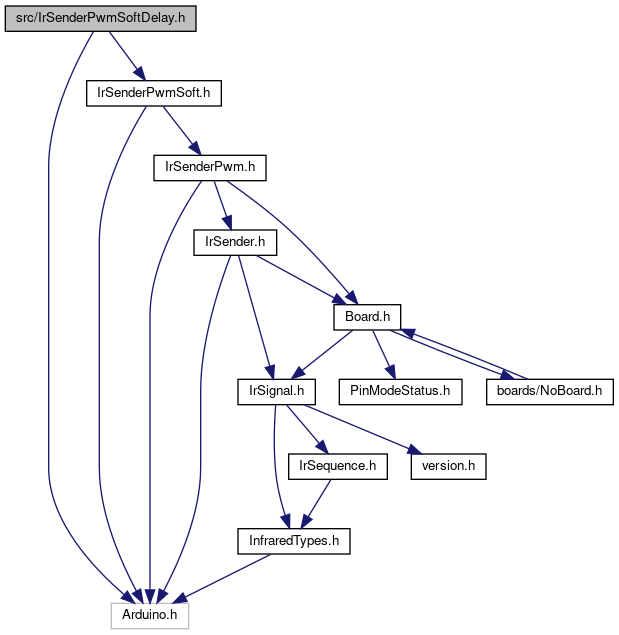 src/IrSenderPwmSoftDelay.h
IrSenderPwmSoft.h
IrSenderPwm.h
IrSender.h
Board.h
IrSignal.h
PinModeStatus.h
boards/NoBoard.h
IrSequence.h
version.h
InfraredTypes.h
Arduino.h